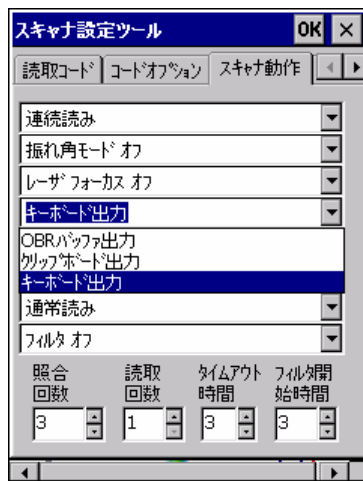 スキャナ設定ツール OK ×
読取コード コードオプション スキャナ動作
連続読み
振れ角モード オフ
レーザフォーカス オフ
キーボード出力
OBRバッファ出力
クリップボード出力
キーボード出力
通常読み
フィルタ オフ
照合 読取 タイムアウト フィルタ開
回数 回数 時間 始時間
3 1 3 3